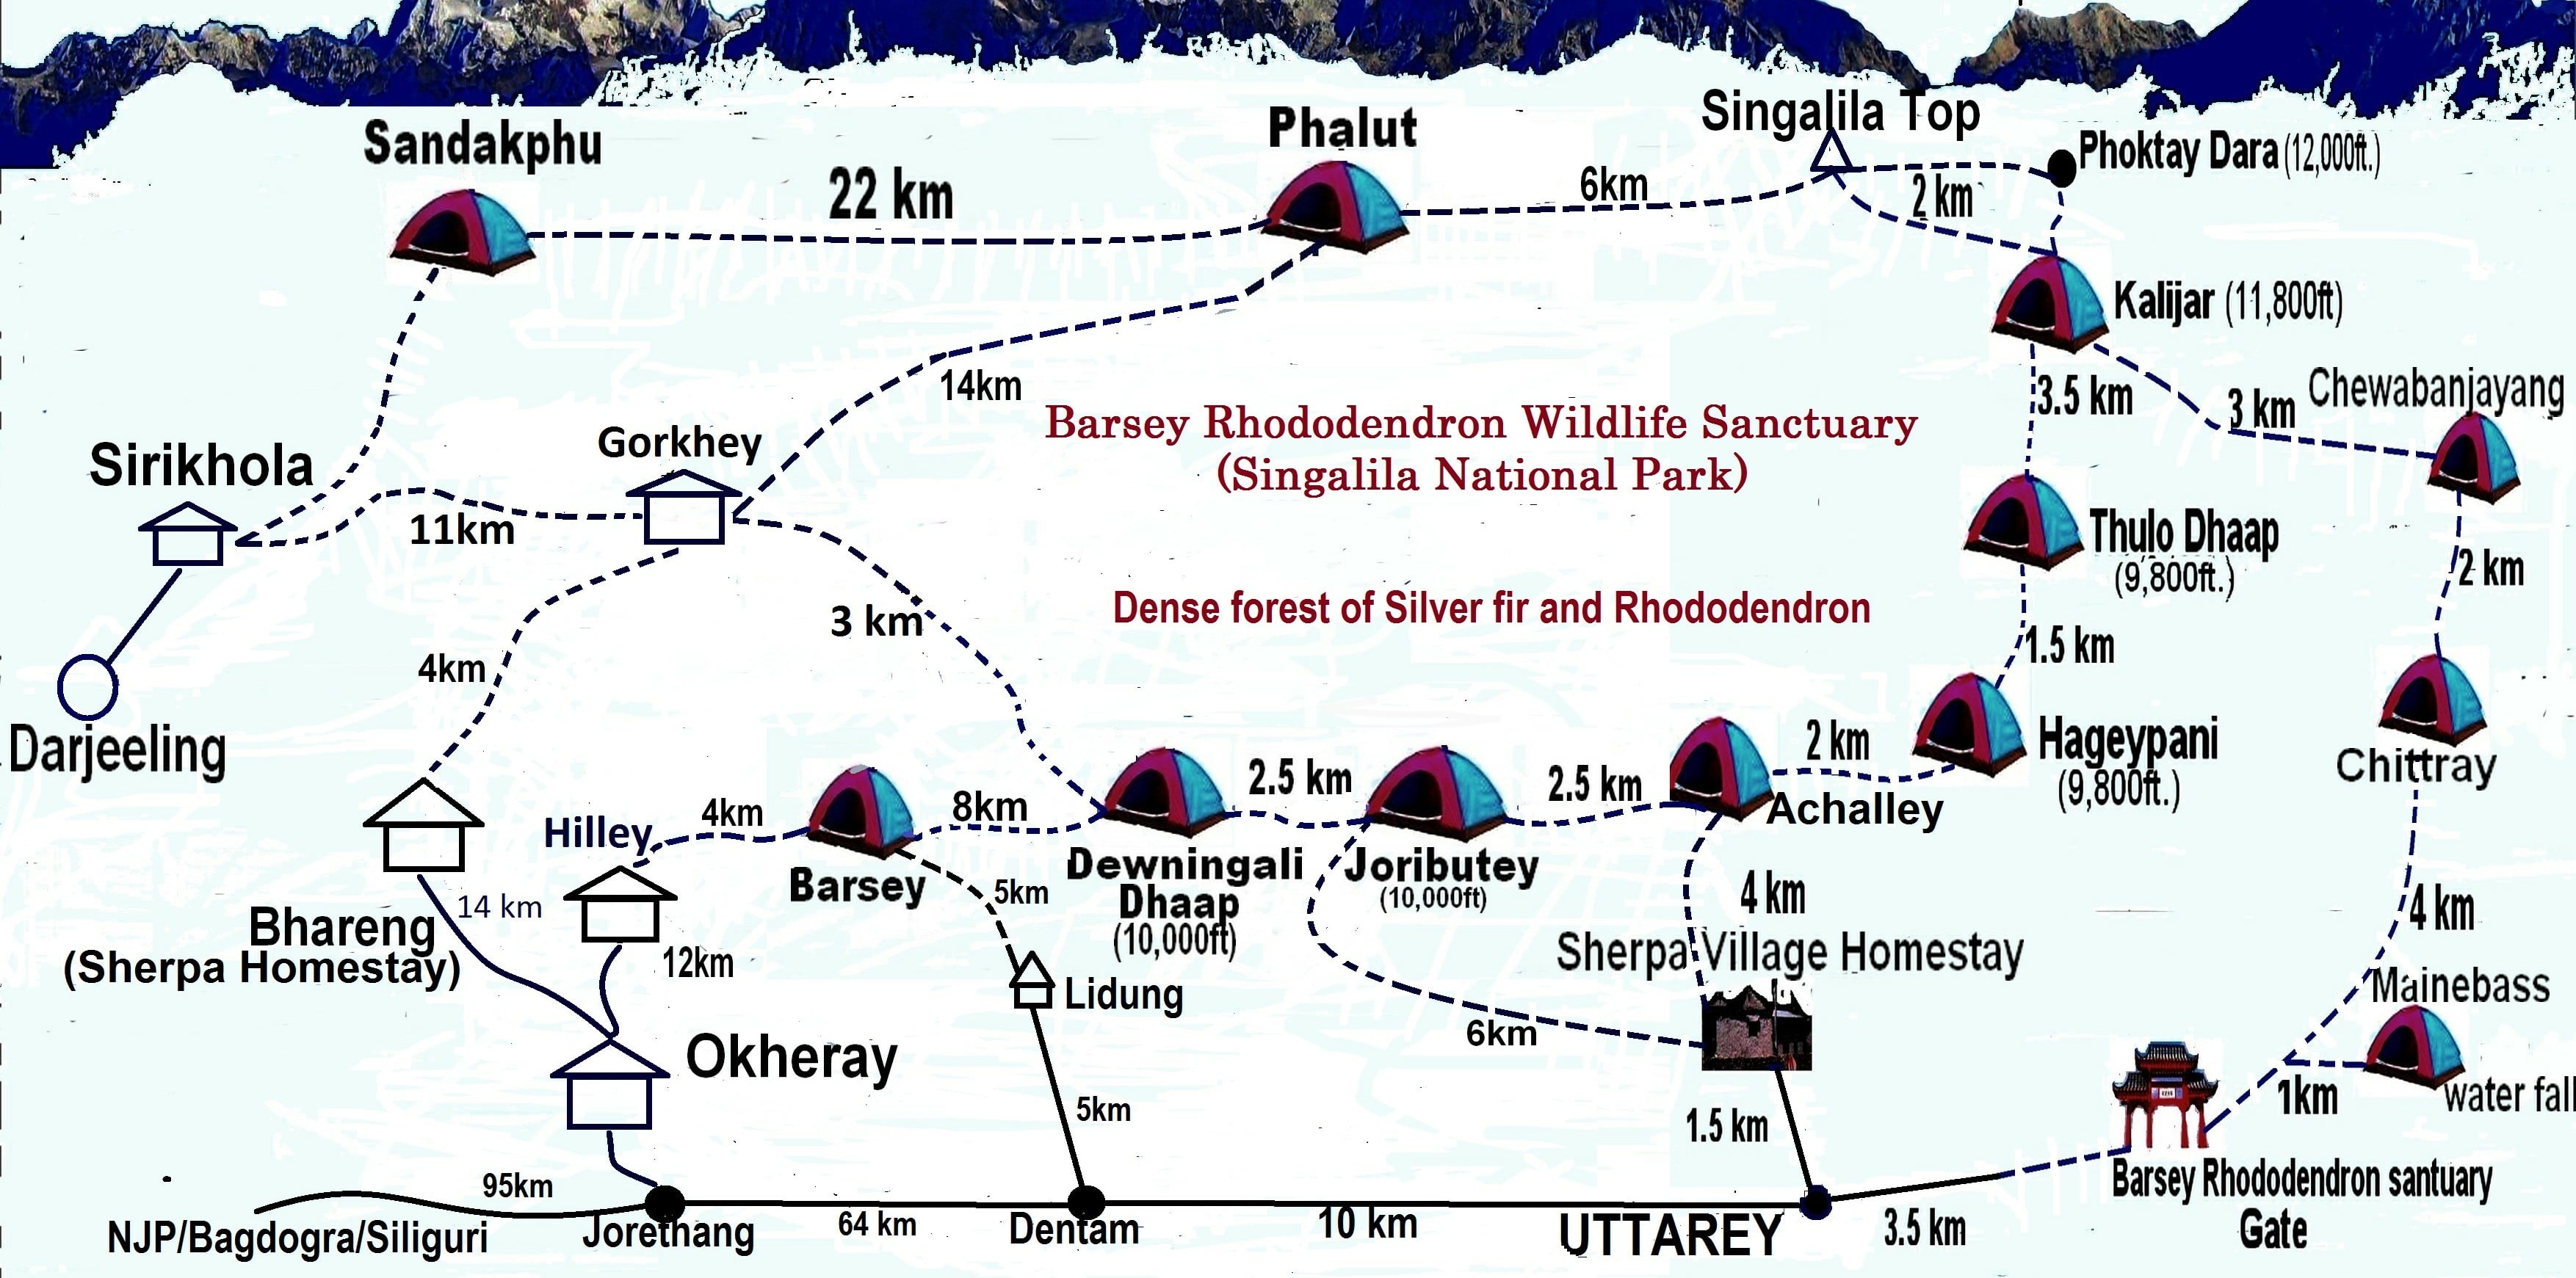 Singalila Top
Phalut
Sandakphu
Phoktay Dara (12,000ft.)
22 km
6km
2 km
Kalijar (11,800ft)
14km
3.5 km
Chewabanjayang
3 km
Barsey Rhododendron Wildlife Sanctuary
(Singalila National Park)
Gorkhey
Sirikhola
11km
Thulo Dhaap
(9,800ft.)
2 km
Dense forest of Silver fir and Rhododendron
3 km
1.5 km
4km
Darjeeling
Hageypani
(9,800ft.)
2 km
Chittray
2.5 km
2.5 km
Achalley
8km
4km
Hilley
Barsey
Dewningali
Dhaap
(10,000ft)
Joributey
(10,000ft)
5km
4 km
14 km
4 km
Bhareng
(Sherpa Homestay)
12km
Sherpa Village Homestay
Lidung
Mainebass
6km
Okheray
1km
water fall
5km
1.5 km
Barsey Rhododendron santuary
Gate
95km
NJP/Bagdogra/Siliguri
Jorethang
64 km
Dentam
10 km
UTTAREY
3.5 km